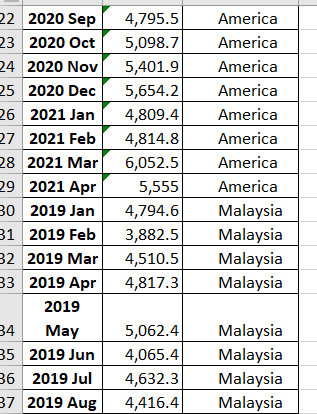 22 2020 Sep 4,795.5 America
23 2020 Oct 5,098.7 America
24 2020 Nov 5,401.9 America
25 2020 Dec 5,654.2 America
26 2021 Jan 4,809.4 America
27 2021 Feb 4,814.8 America
28 2021 Mar 6,052.5 America
29 2021 Apr 5,555 America
30 2019 Jan 4,794.6 Malaysia
31 2019 Feb 3,882.5 Malaysia
32 2019 Mar 4,510.5 Malaysia
33 2019 Apr 4,817.3 Malaysia
2019
34 May 5,062.4 Malaysia
35 2019 Jun 4,065.4 Malaysia
36 2019 Jul 4,632.3 Malaysia
37 2019 Aug 4,416.4 Malaysia